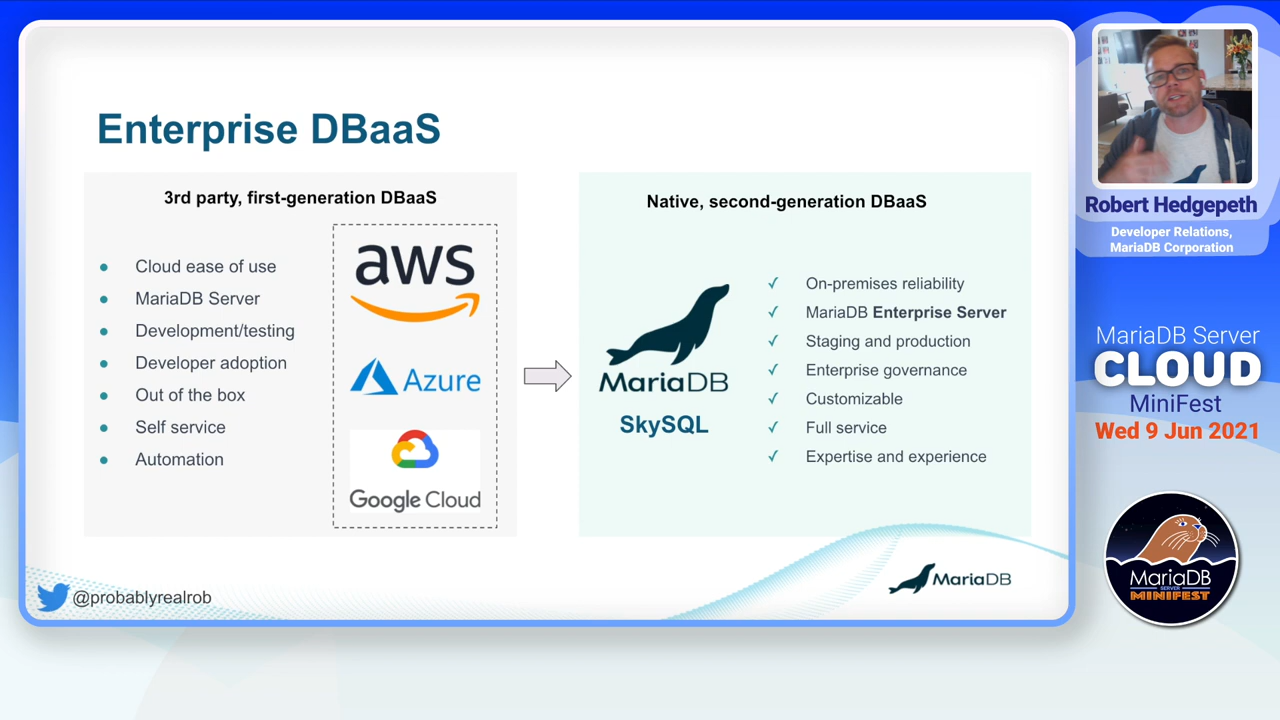 Enterprise DBaaS
3rd party, first-generation DBaaS
Cloud ease of use
MariaDB Server
Development/testing
Developer adoption
Out of the box
Self service
Automation
aws
Azure
Google Cloud
Native, second-generation DBaaS
MariaDB
SkySQL
On-premises reliability
MariaDB Enterprise Server
Staging and production
Enterprise governance
Customizable
Full service
Expertise and experience
@probablyrealrob
MariaDB
Robert Hedgepeth
Developer Relations,
MariaDB Corporation
MariaDB Server
CLOUD
MiniFest
Wed 9 Jun 2021
MariaDB
SERVER
MINIFEST